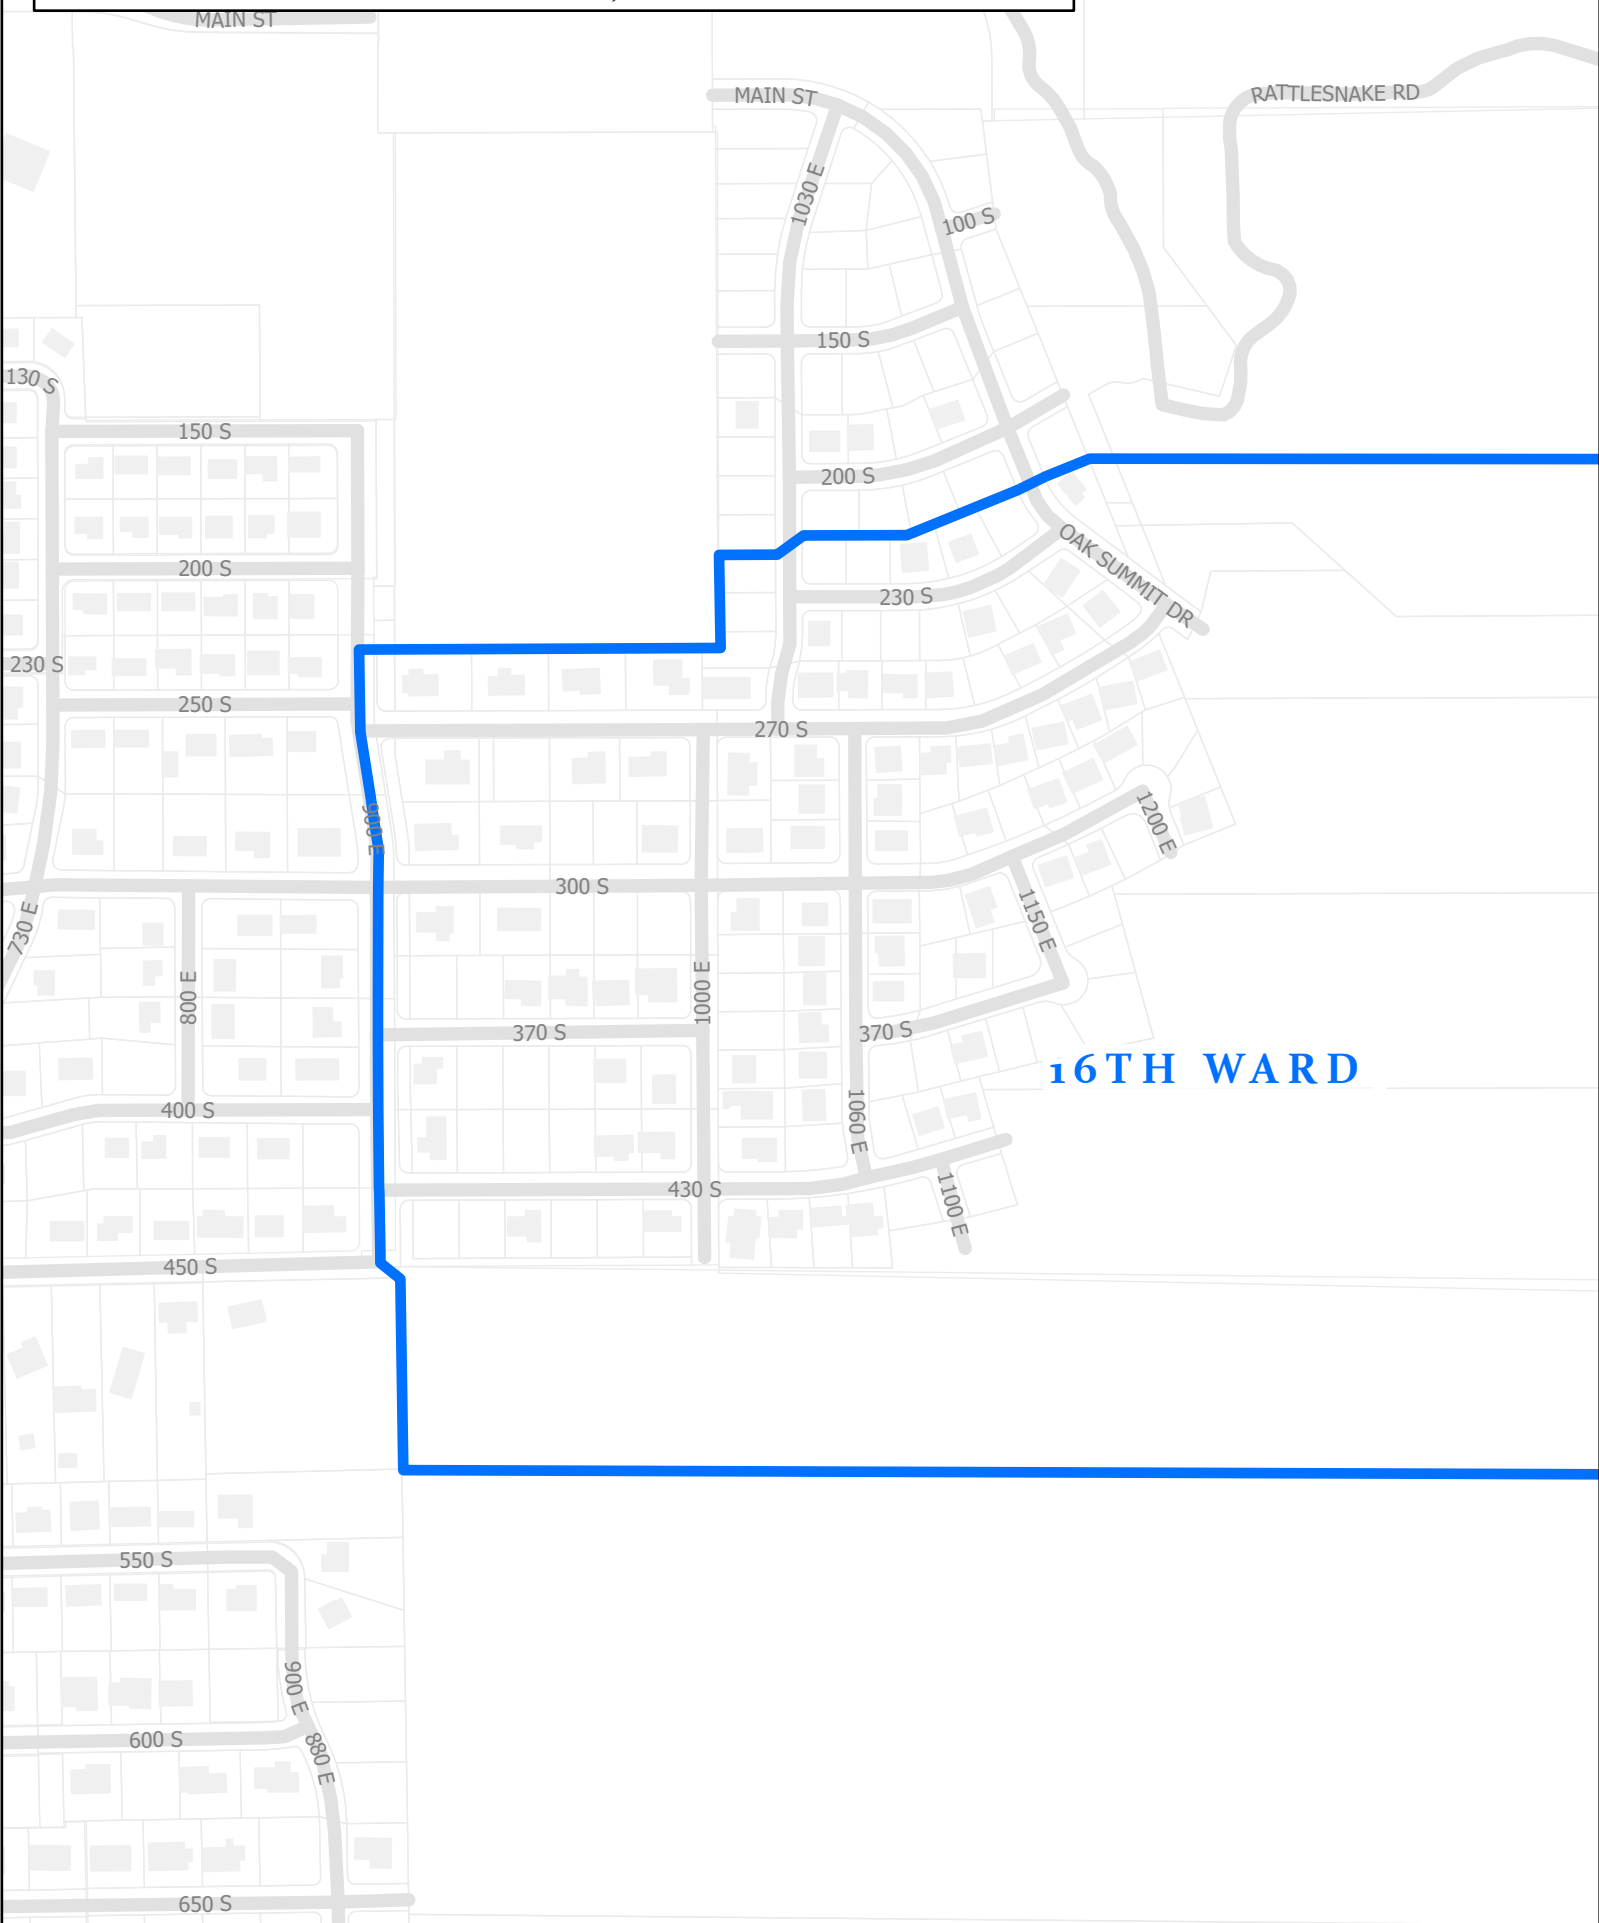 MAIN ST
RATTLESNAKE RD
MAIN ST
1030 E
100 S
150 S
130 S
150 S
200 S
OAK SUMMIT DR
200 S
230 S
230 S
250 S
270 S
900 E
1200 E
300 S
730 E
1150 E
800 E
1000 E
370 S
370 S
16TH WARD
400 S
1060 E
430 S
1100 E
450 S
550 S
900 E
600 S
880 E
650 S